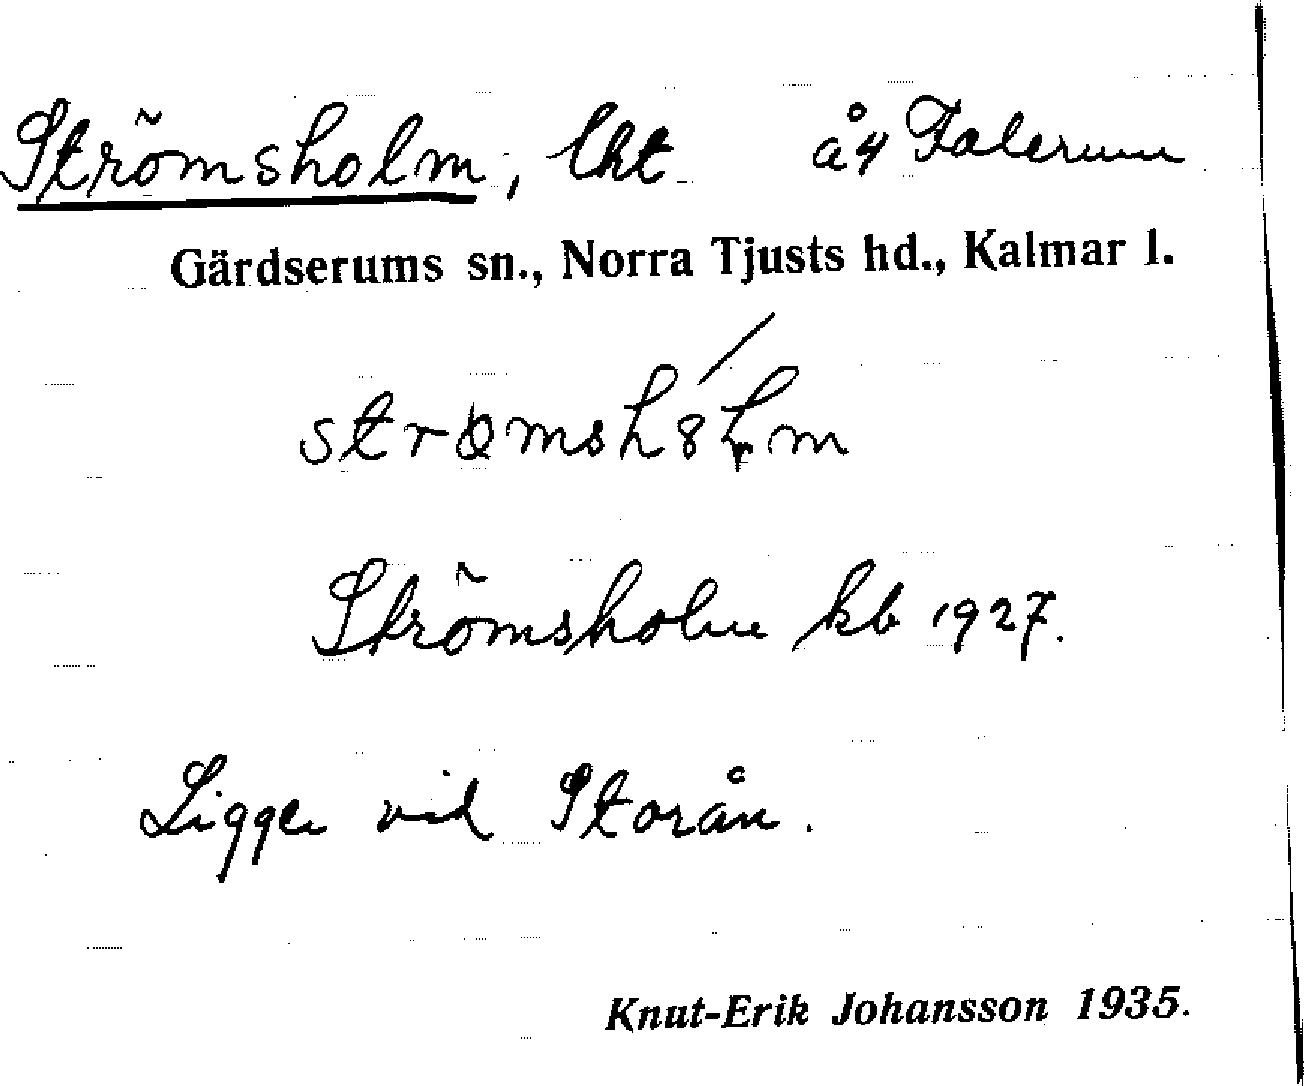 Strömsholm, lht å4 Falerum
Gärdserums sn., Norra Tjusts hd., Kalmar l.
Strömsholm kb 1927.
Ligger vid Storån.
Knut-Erik Johansson 1935.